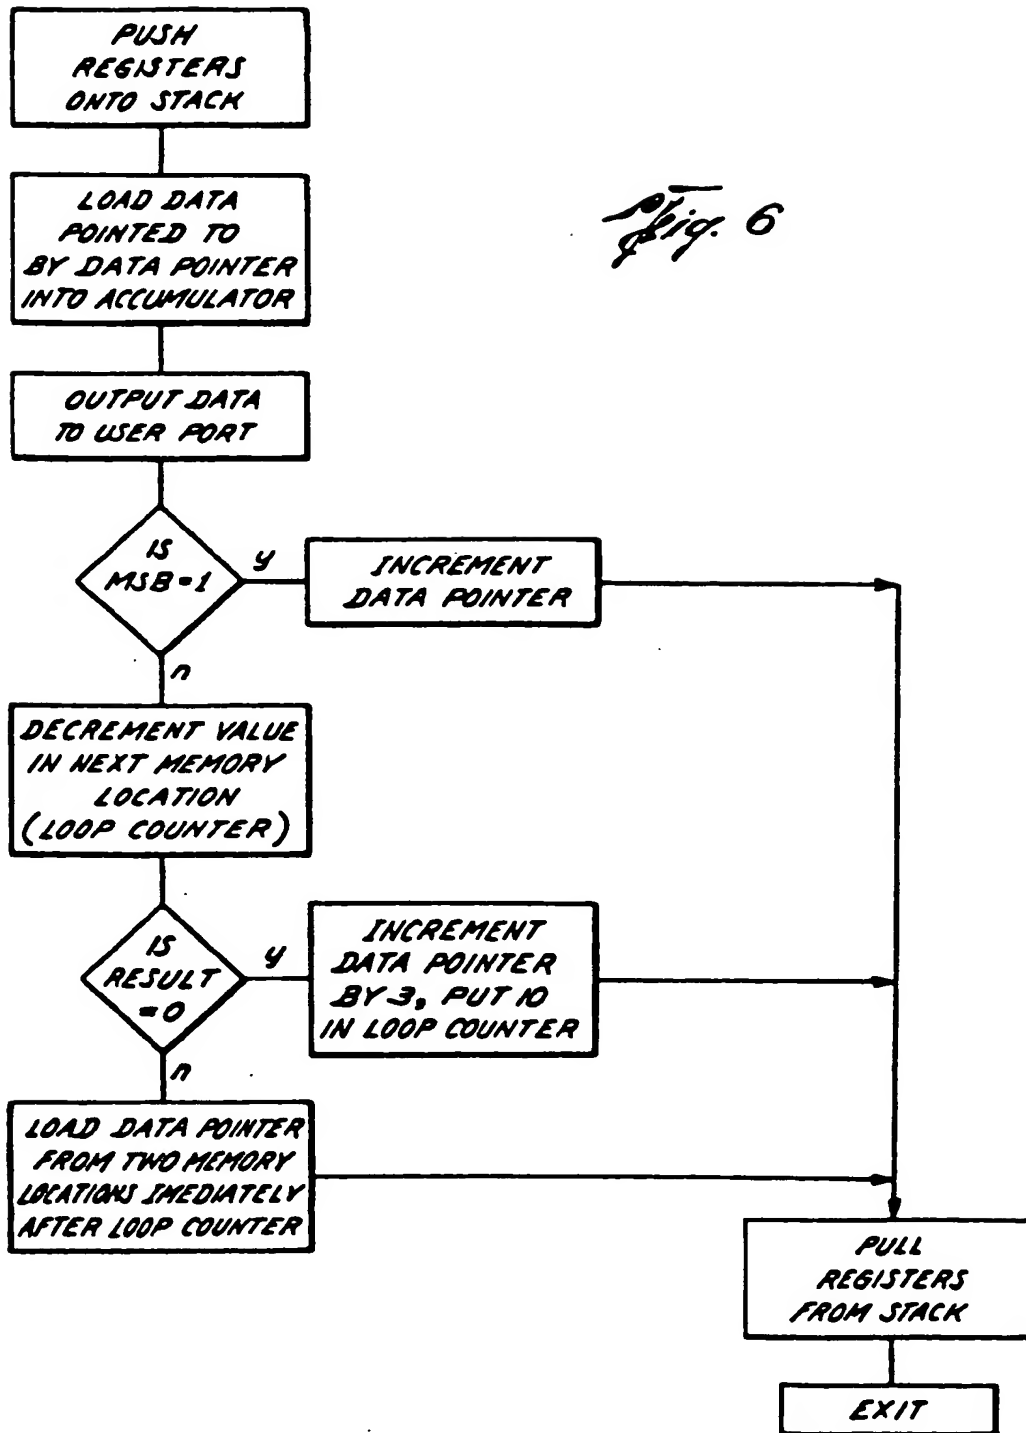 PUSH
REGISTERS
ONTO STACK
LOAD DATA
POINTED TO
BY DATA POINTER
INTO ACCUMULATOR
Fig. 6
OUTPUT DATA
TO USER PORT
IS
MSB=1
y
INCREMENT
DATA POINTER
n
DECREMENT VALUE
IN NEXT MEMORY
LOCATION
(LOOP COUNTER)
IS
RESULT
=0
y
INCREMENT
DATA POINTER
BY 3, PUT 10
IN LOOP COUNTER
n
LOAD DATA POINTER
FROM TWO MEMORY
LOCATIONS IMEDIATELY
AFTER LOOP COUNTER
PULL
REGISTERS
FROM STACK
EXIT